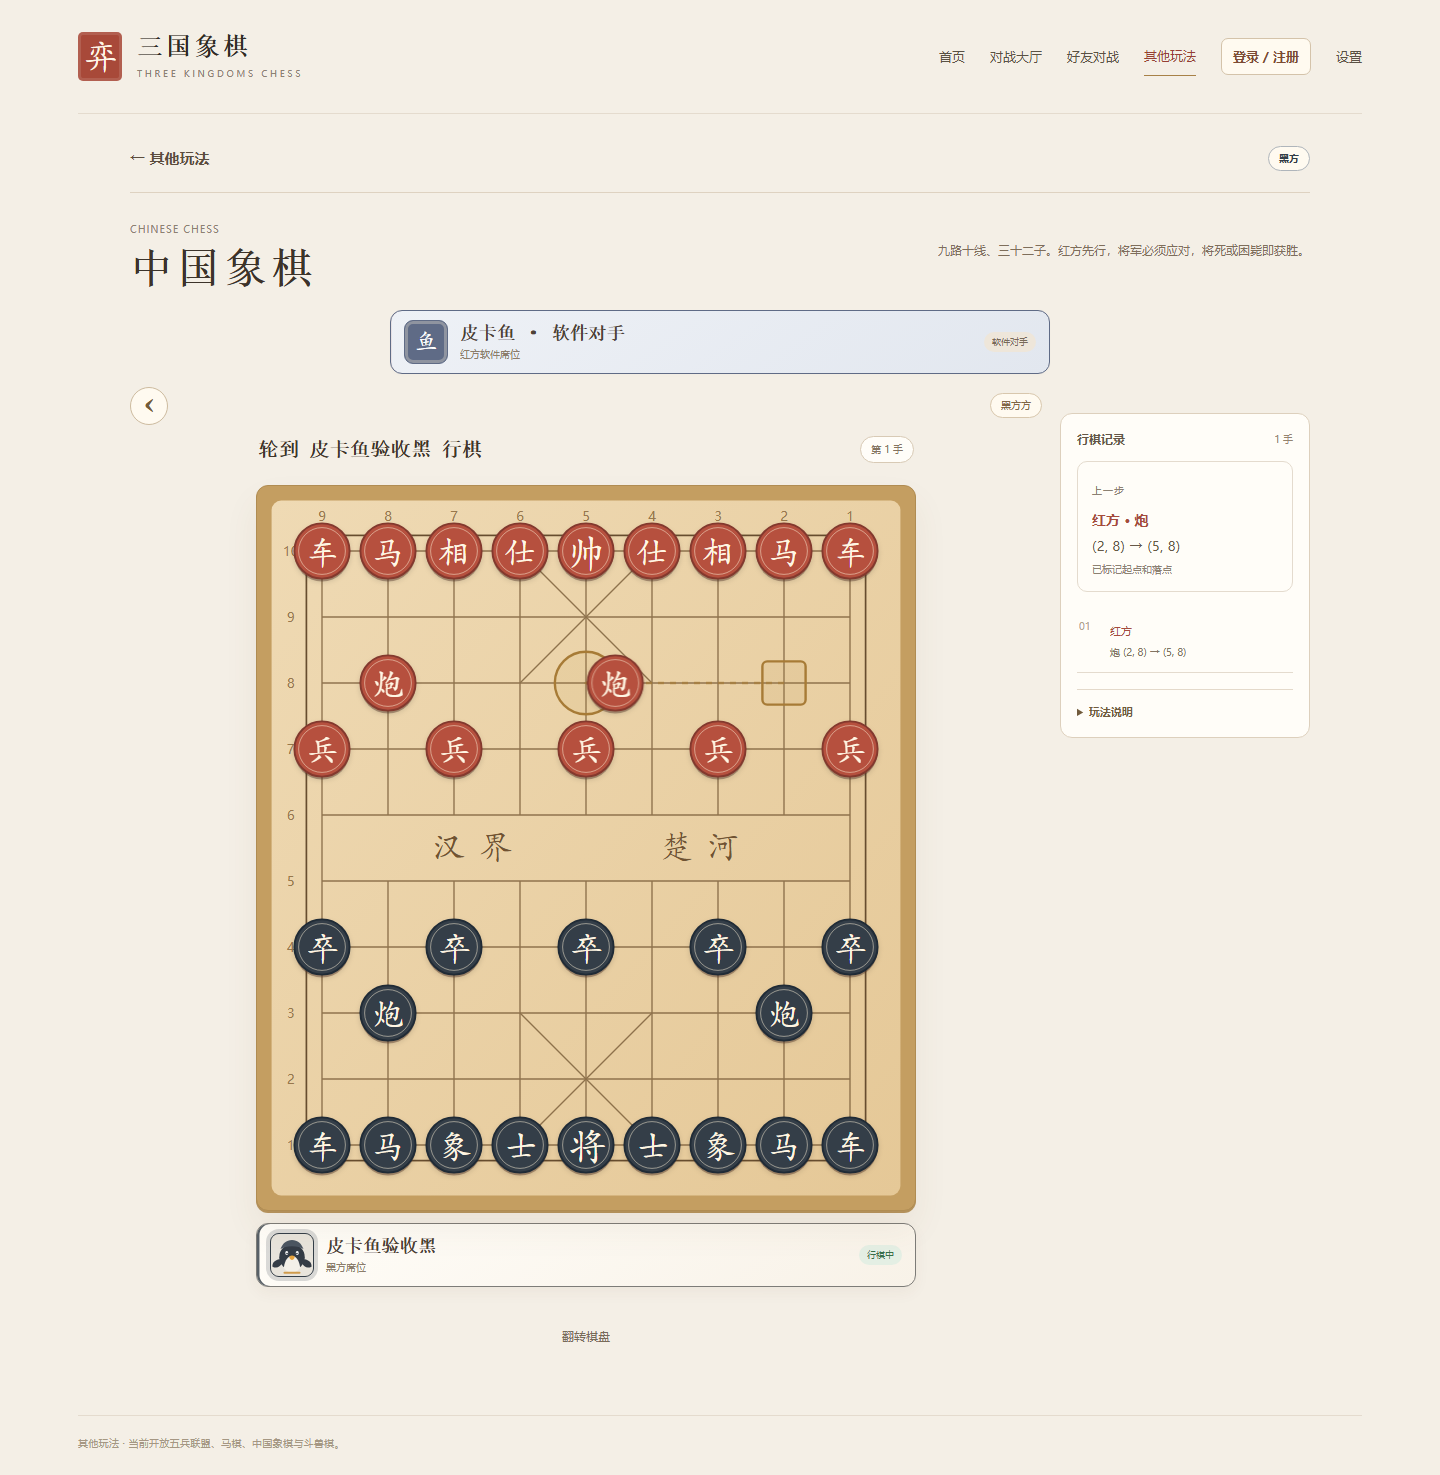 弈
三国象棋
THREE KINGDOMS CHESS
首页 对战大厅 好友对战 其他玩法 登录 / 注册 设置
← 其他玩法
黑方
CHINESE CHESS
中国象棋
九路十线、三十二子。红方先行，将军必须应对，将死或困毙即获胜。
鱼
皮卡鱼 · 软件对手
红方软件席位
软件对手
黑方方
轮到 皮卡鱼验收黑 行棋
第 1 手
行棋记录
1 手
上一步
红方 • 炮
(2, 8) → (5, 8)
已标记起点和落点
01
红方
炮 (2, 8) → (5, 8)
▶ 玩法说明
9 8 7 6 5 4 3 2 1
10
车 马 相 仕 帅 仕 相 马 车
9
8
炮 炮
7
兵 兵 兵 兵 兵
6
汉界 楚河
5
4
卒 卒 卒 卒 卒
3
炮 炮
2
1
车 马 象 士 将 士 象 马 车
皮卡鱼验收黑
黑方席位
行棋中
翻转棋盘
其他玩法 · 当前开放五兵联盟、马棋、中国象棋与斗兽棋。